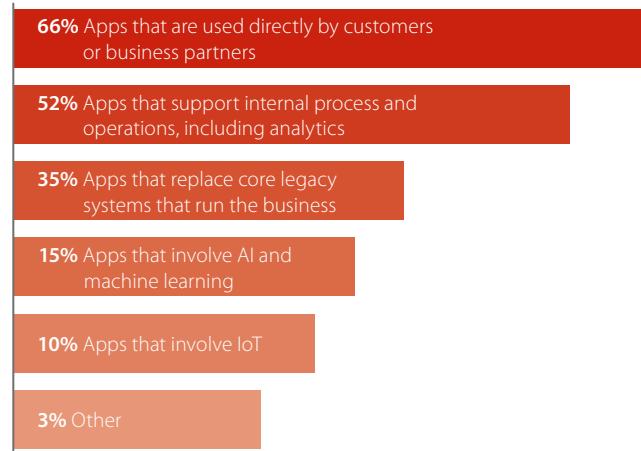 66% Apps that are used directly by customers
or business partners
52% Apps that support internal process and
operations, including analytics
35% Apps that replace core legacy
systems that run the business
15% Apps that involve AI and
machine learning
10% Apps that involve IoT
3% Other